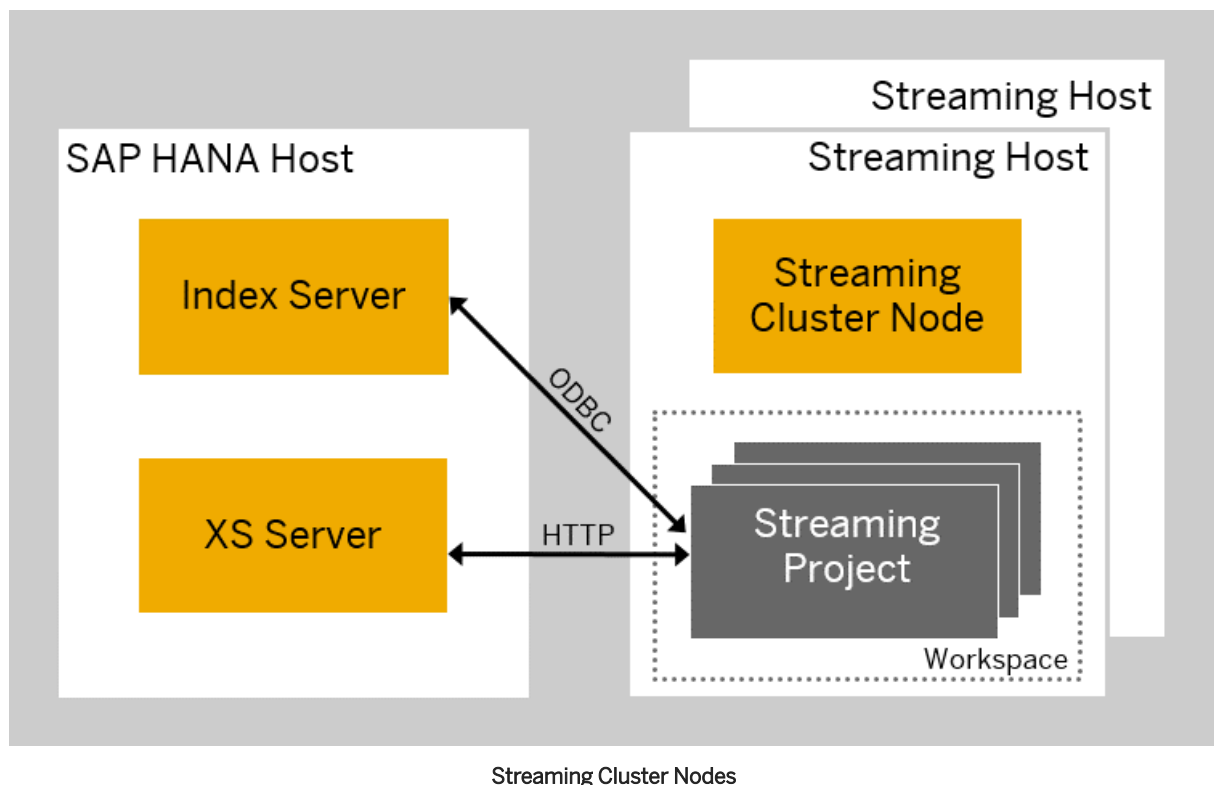 Streaming Host
Streaming Host
SAP HANA Host
Index Server
Streaming
Cluster Node
ODBC
XS Server
HTTP
Streaming
Project
Workspace
Streaming Cluster Nodes